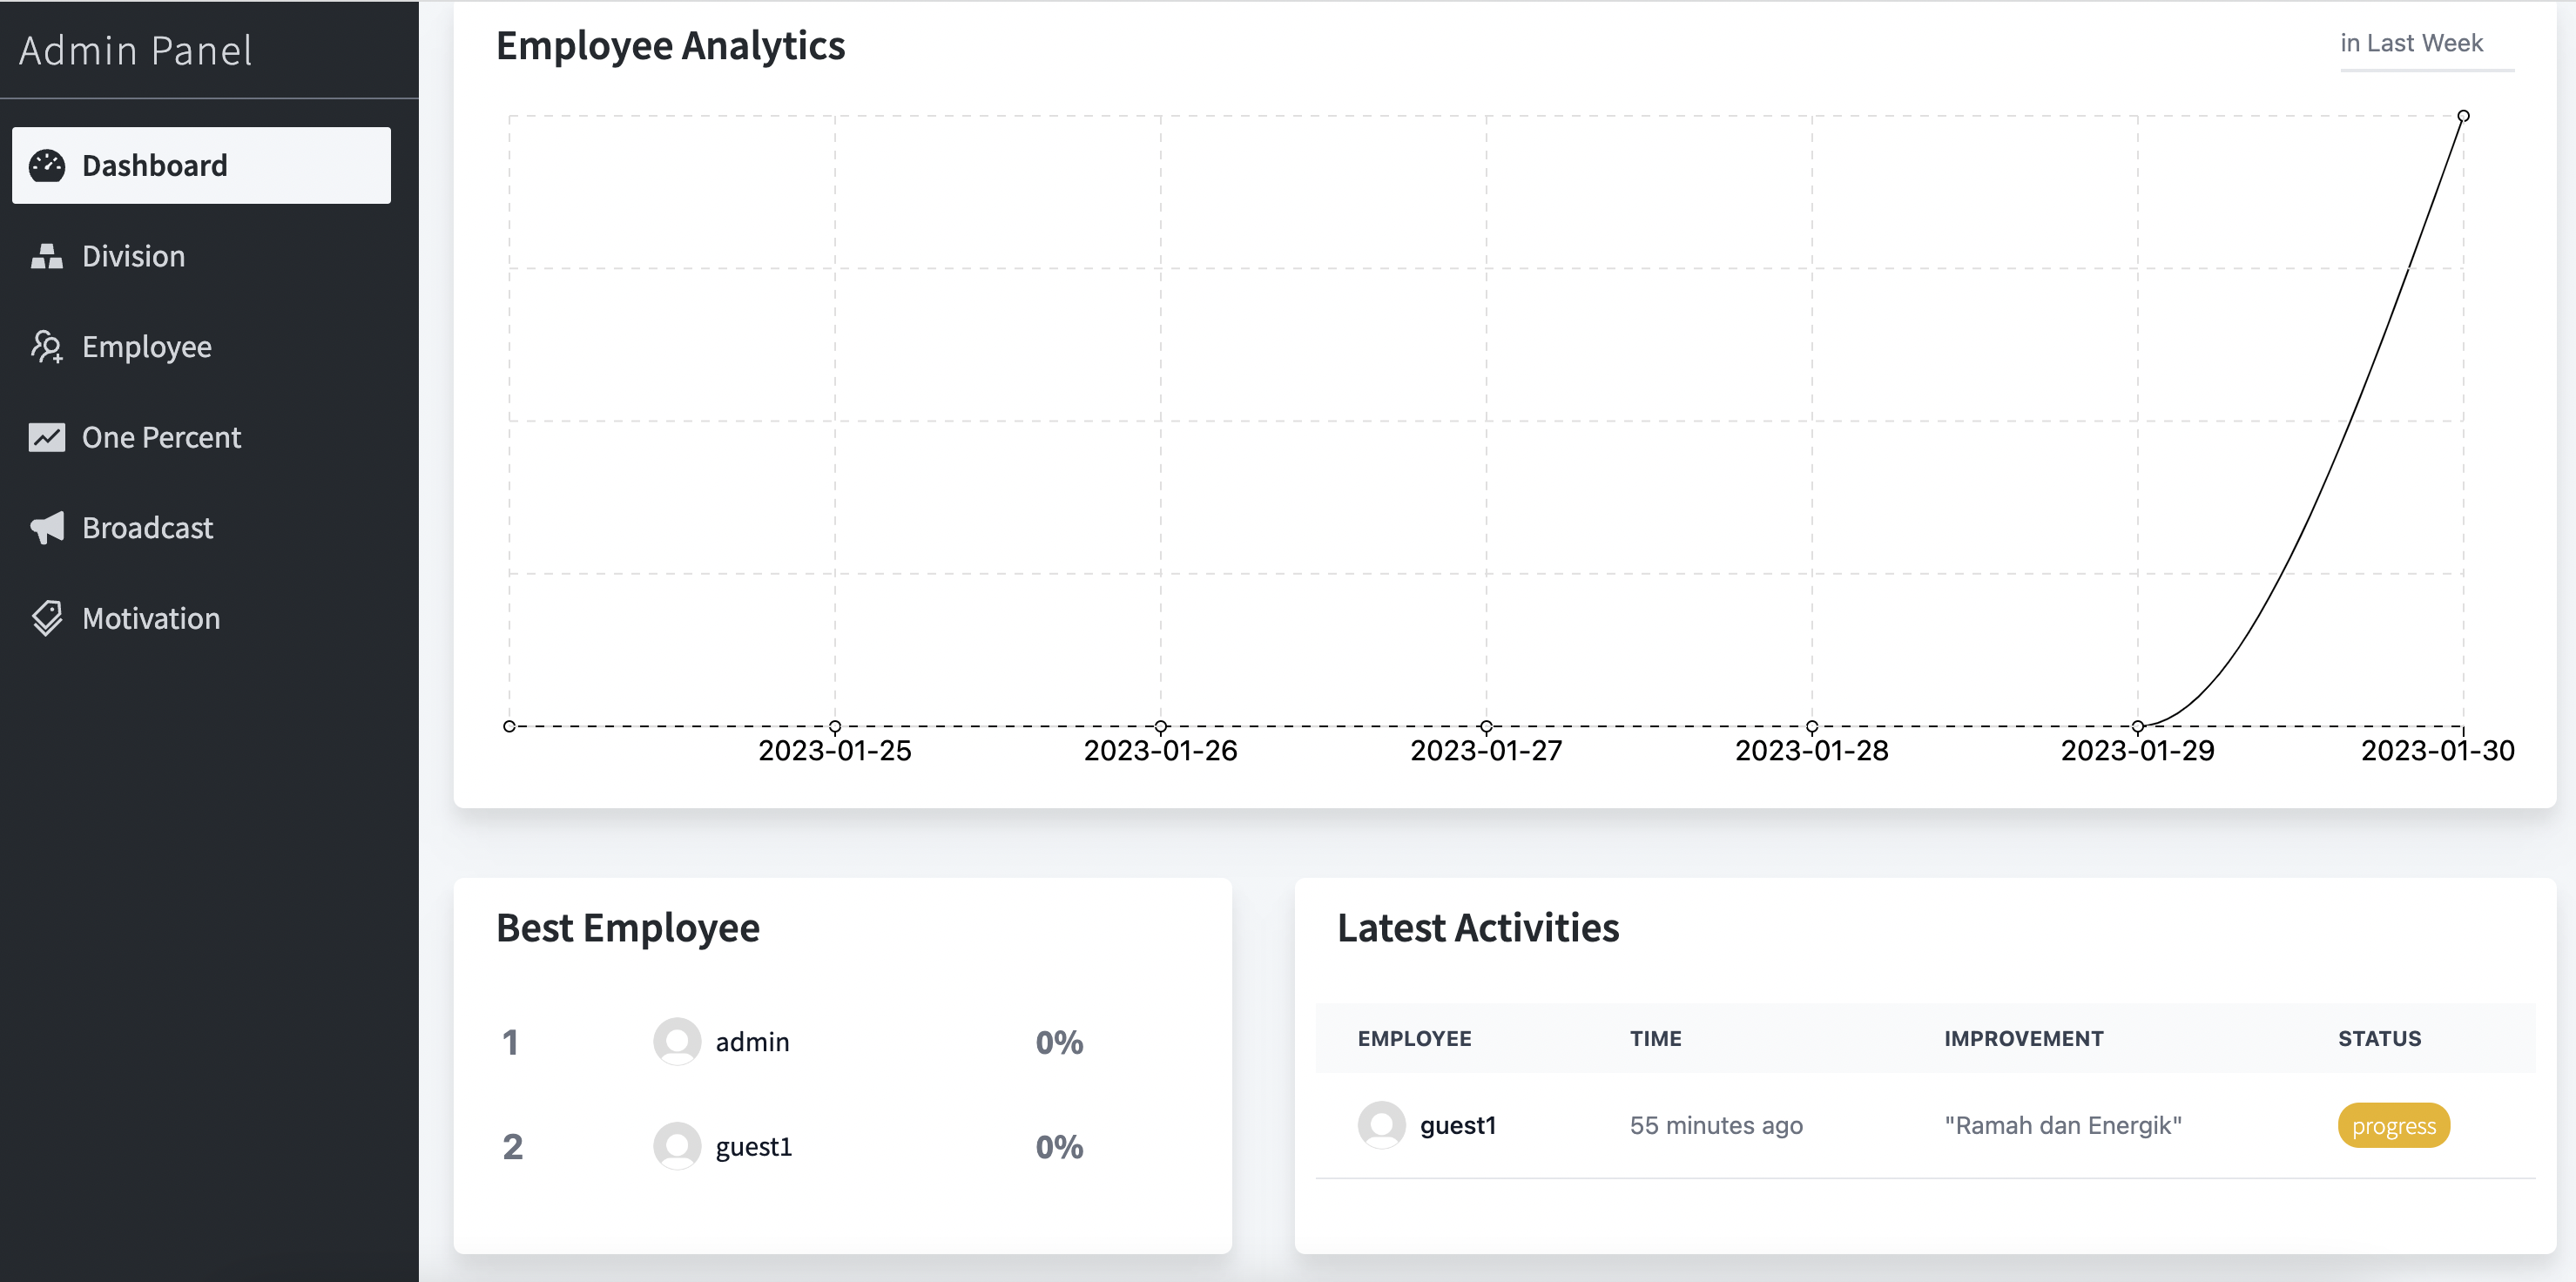 Admin Panel
Dashboard
Division
Employee
One Percent
Broadcast
Motivation
Employee Analytics
in Last Week
2023-01-25 2023-01-26 2023-01-27 2023-01-28 2023-01-29 2023-01-30
Best Employee
1 admin 0%
2 guest1 0%
Latest Activities
EMPLOYEE TIME IMPROVEMENT STATUS
guest1 55 minutes ago "Ramah dan Energik" progress